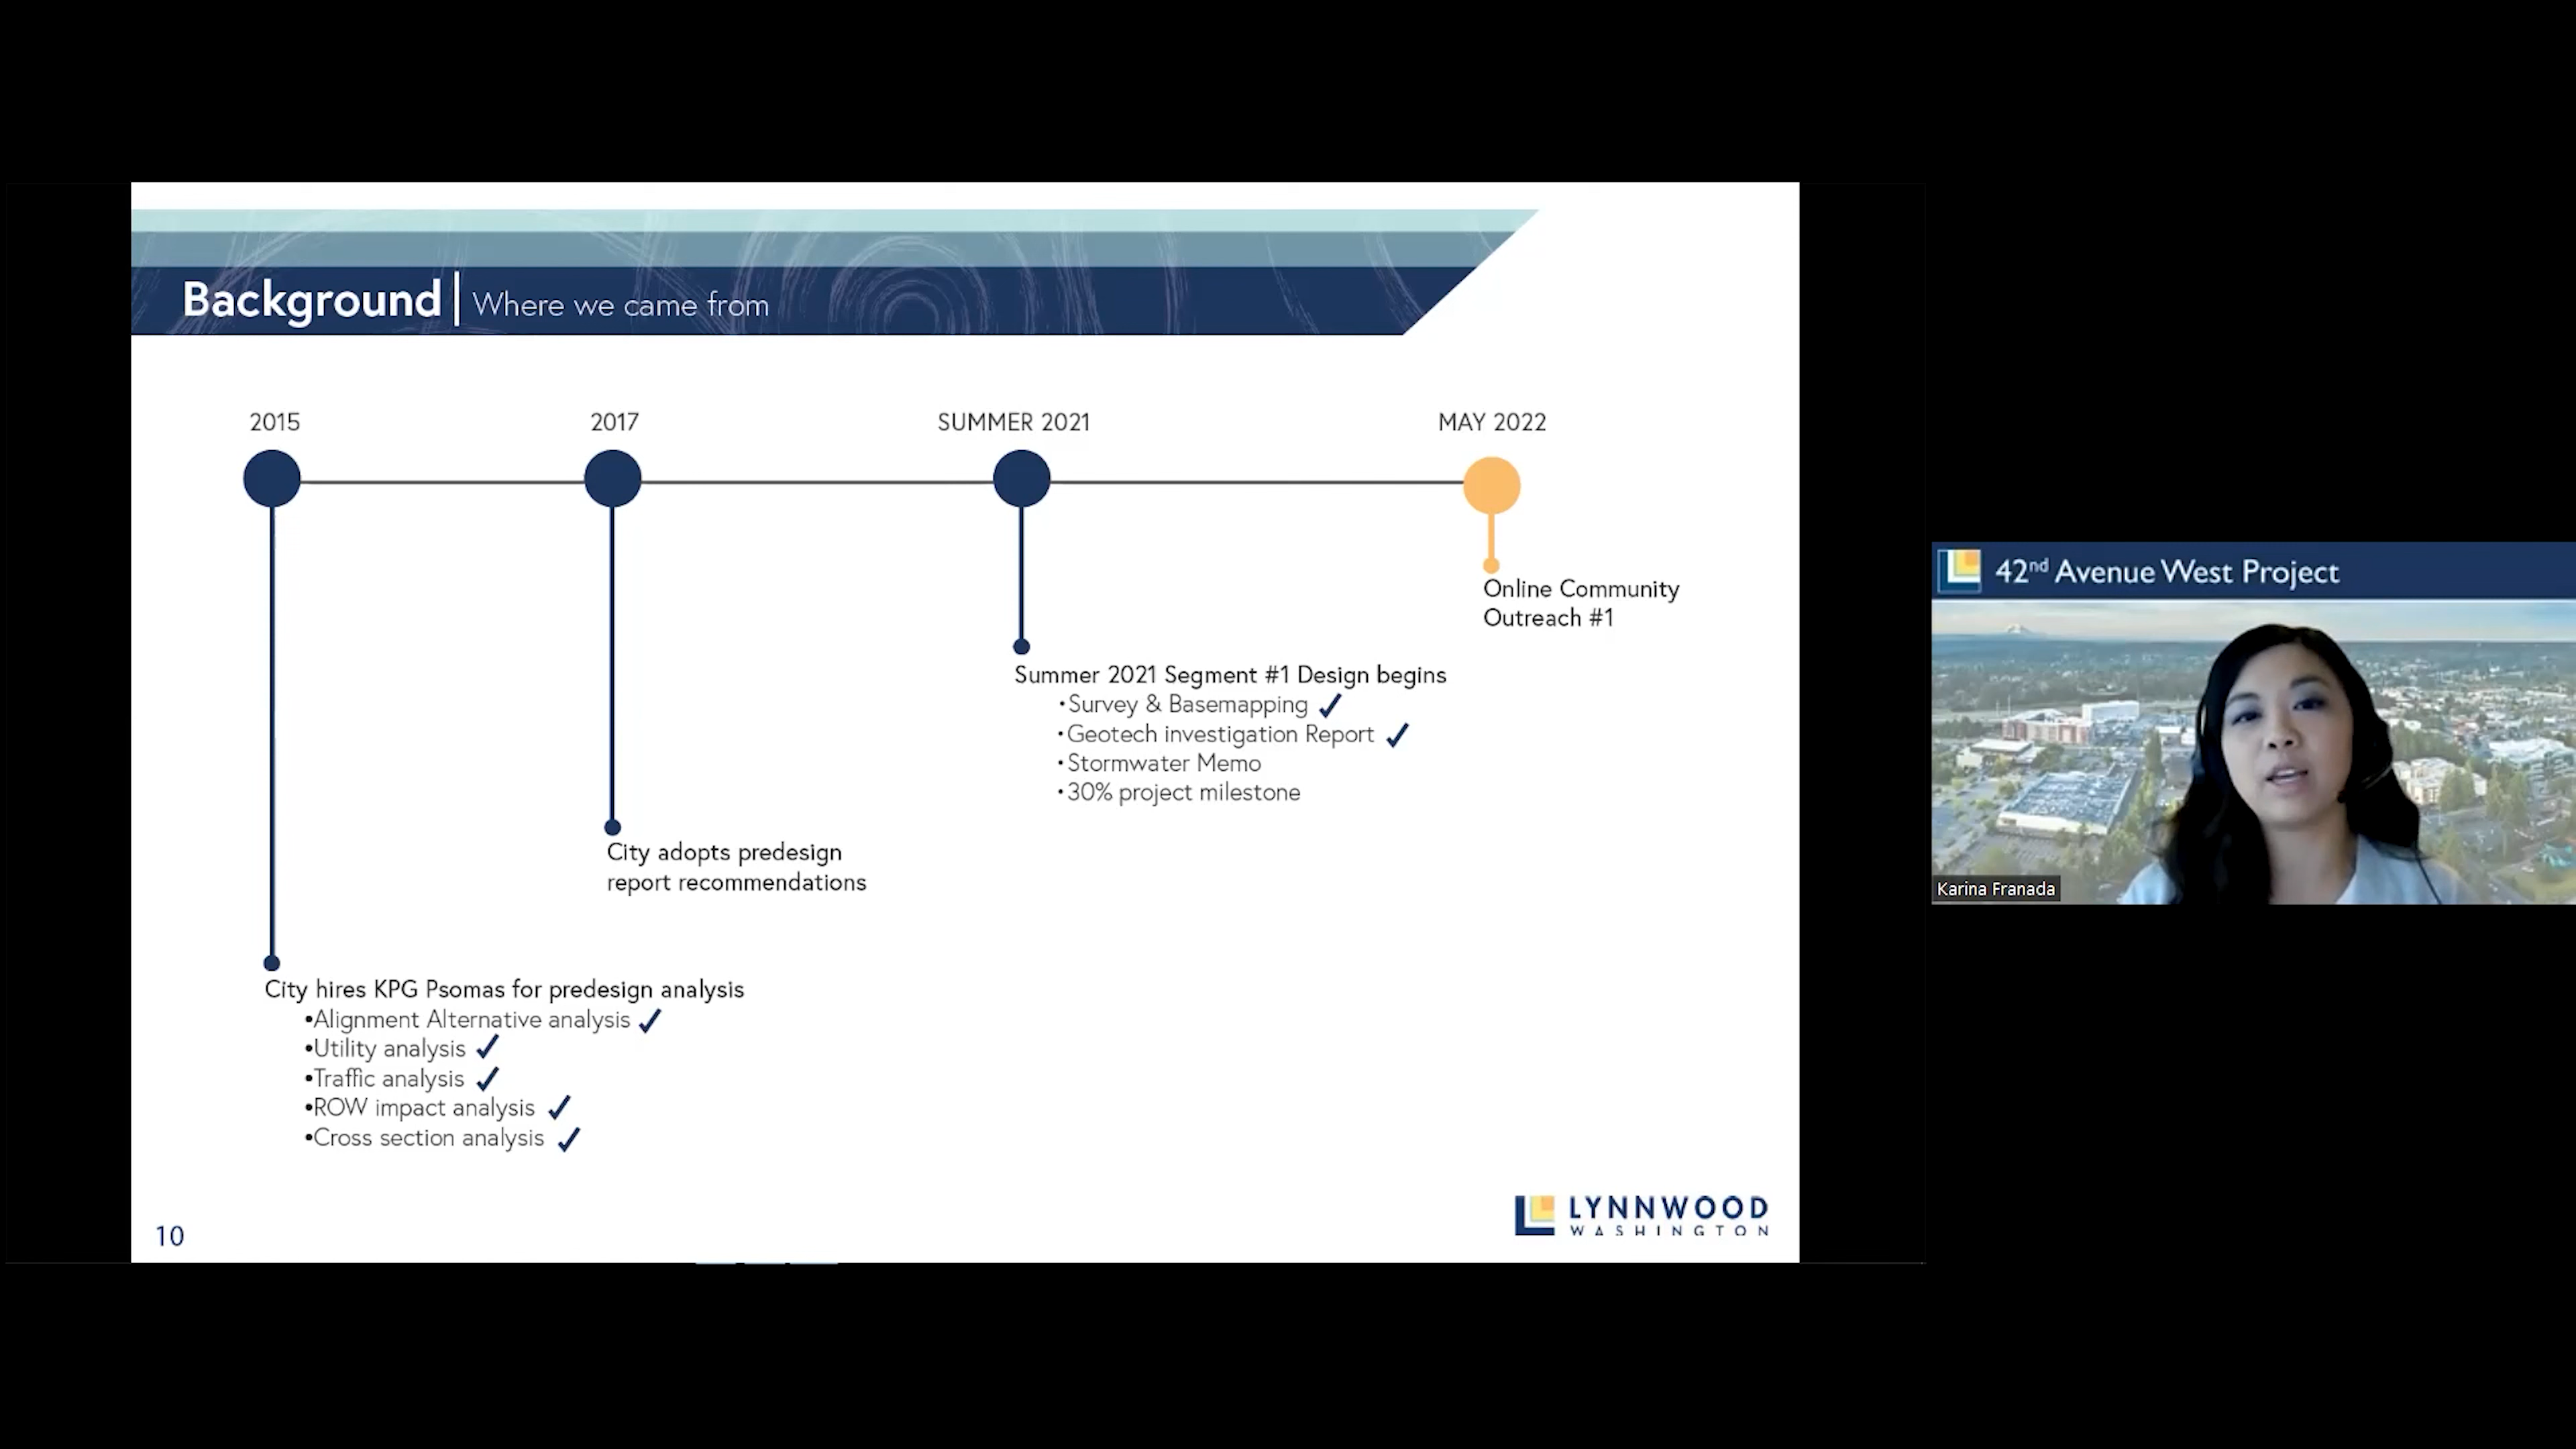 Background | Where we came from
2015
2017
SUMMER 2021
MAY 2022
Online Community
Outreach #1
Summer 2021 Segment #1 Design begins
•Survey & Basemapping ✓
•Geotech investigation Report ✓
•Stormwater Memo
•30% project milestone
City adopts predesign
report recommendations
City hires KPG Psomas for predesign analysis
•Alignment Alternative analysis ✓
•Utility analysis ✓
•Traffic analysis ✓
•ROW impact analysis ✓
•Cross section analysis ✓
10
LYNNWOOD
WASHINGTON
42nd Avenue West Project
Karina Franada